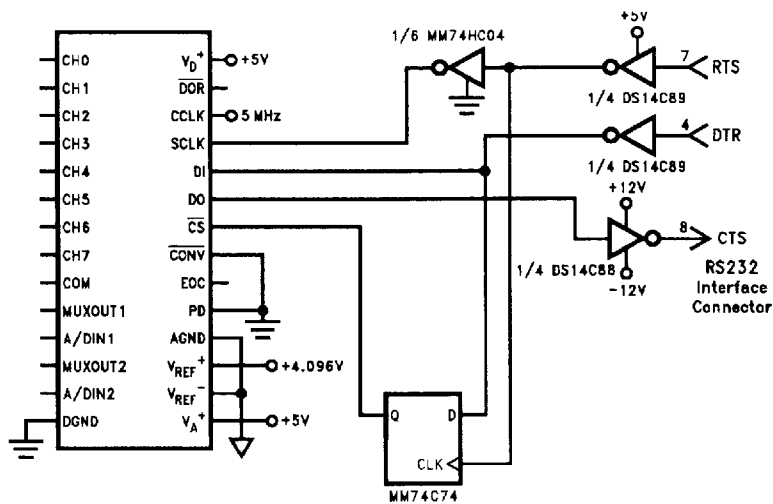 1/6 MM74HC04
+5V
7
RTS
1/4 DS14C89
4
DTR
1/4 DS14C89
+12V
8
CTS
1/4 DS14C88
-12V
RS232
Interface
Connector
CH0
CH1
CH2
CH3
CH4
CH5
CH6
CH7
COM
MUXOUT1
A/DIN1
MUXOUT2
A/DIN2
DGND
VD+
+5V
DOR
CCLK
5 MHz
SCLK
DI
DO
CS
CONV
EOC
PD
AGND
VREF+
+4.096V
VREF-
VA+
+5V
Q
D
CLK
MM74C74